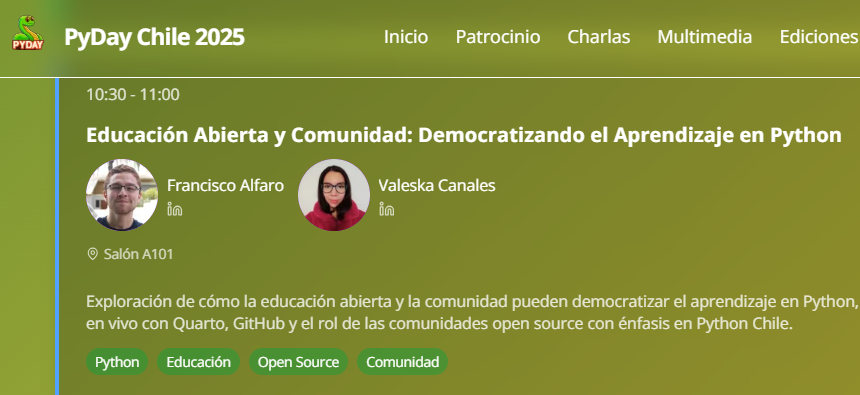 PYDAY
PyDay Chile 2025
Inicio Patrocinio Charlas Multimedia Ediciones
10:30 - 11:00
Educación Abierta y Comunidad: Democratizando el Aprendizaje en Python
Francisco Alfaro
in
Valeska Canales
in
Salón A101
Exploración de cómo la educación abierta y la comunidad pueden democratizar el aprendizaje en Python,
en vivo con Quarto, GitHub y el rol de las comunidades open source con énfasis en Python Chile.
Python Educación Open Source Comunidad